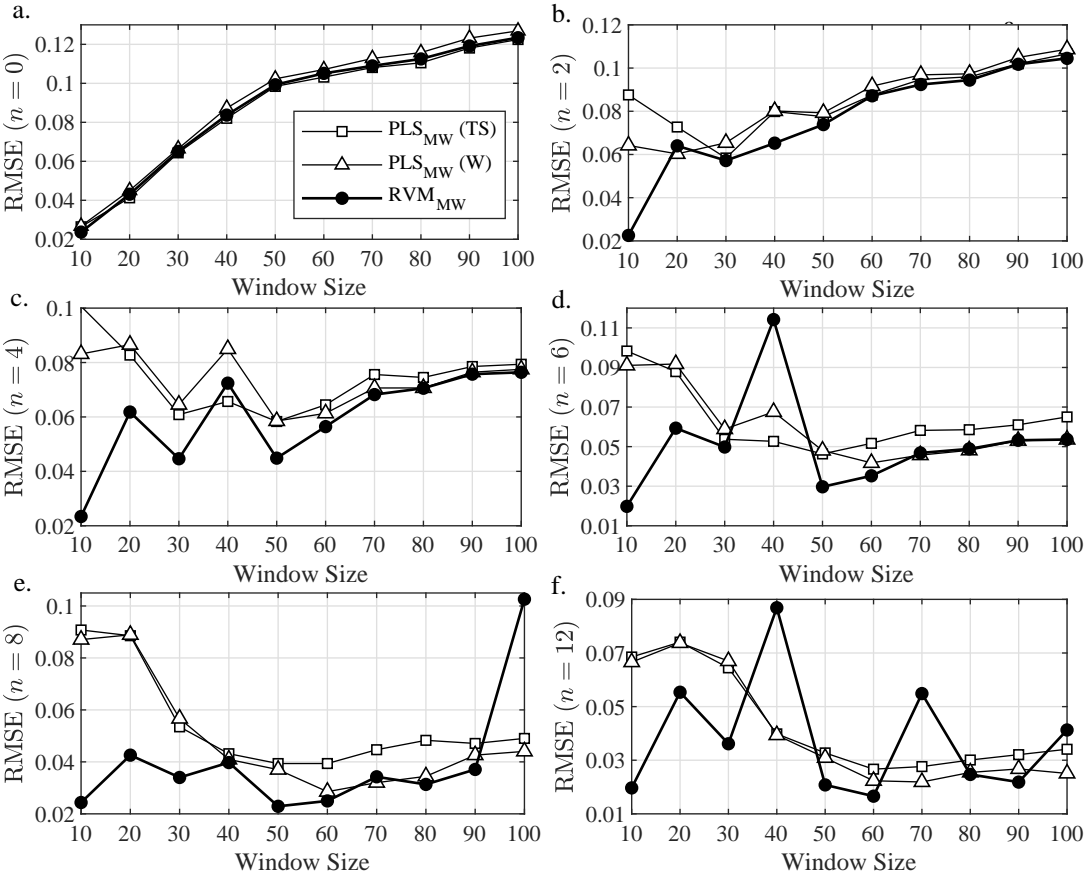 a.
RMSE (n = 0)
0.12
0.1
0.08
0.06
0.04
0.02
10 20 30 40 50 60 70 80 90 100
Window Size
PLS_MW (TS)
PLS_MW (W)
RVM_MW
b.
RMSE (n = 2)
0.12
0.1
0.08
0.06
0.04
0.02
10 20 30 40 50 60 70 80 90 100
Window Size
c.
RMSE (n = 4)
0.1
0.08
0.06
0.04
0.02
10 20 30 40 50 60 70 80 90 100
Window Size
d.
RMSE (n = 6)
0.11
0.09
0.07
0.05
0.03
0.01
10 20 30 40 50 60 70 80 90 100
Window Size
e.
RMSE (n = 8)
0.1
0.08
0.06
0.04
0.02
10 20 30 40 50 60 70 80 90 100
Window Size
f.
RMSE (n = 12)
0.09
0.07
0.05
0.03
0.01
10 20 30 40 50 60 70 80 90 100
Window Size